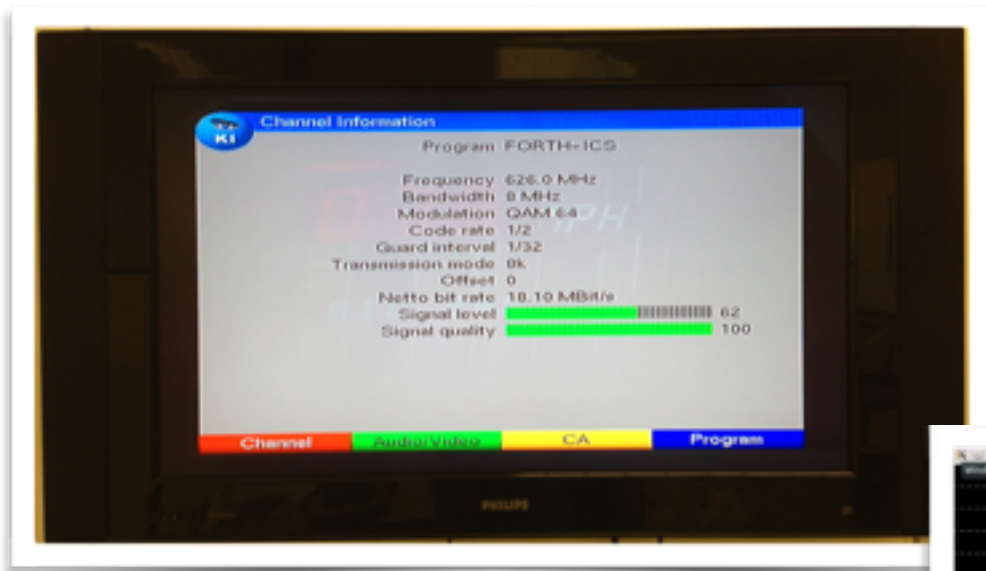 KI
Channel Information
Program FORTH-ICS
Frequency 626.0 MHz
Bandwidth 8 MHz
Modulation QAM 64
Code rate 1/2
Guard interval 1/32
Transmission mode 8k
Offset 0
Netto bit rate 18.10 MBit/s
Signal level 62
Signal quality 100
Channel Audio/Video CA Program
PHILIPS